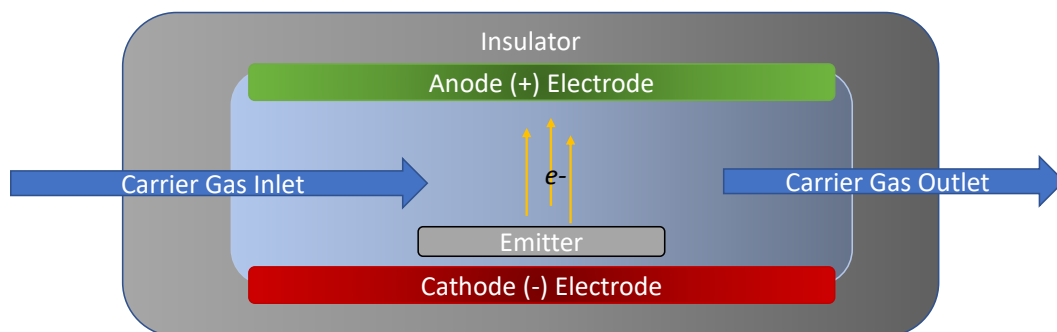 Insulator
Anode (+) Electrode
Carrier Gas Inlet
e-
Carrier Gas Outlet
Emitter
Cathode (-) Electrode